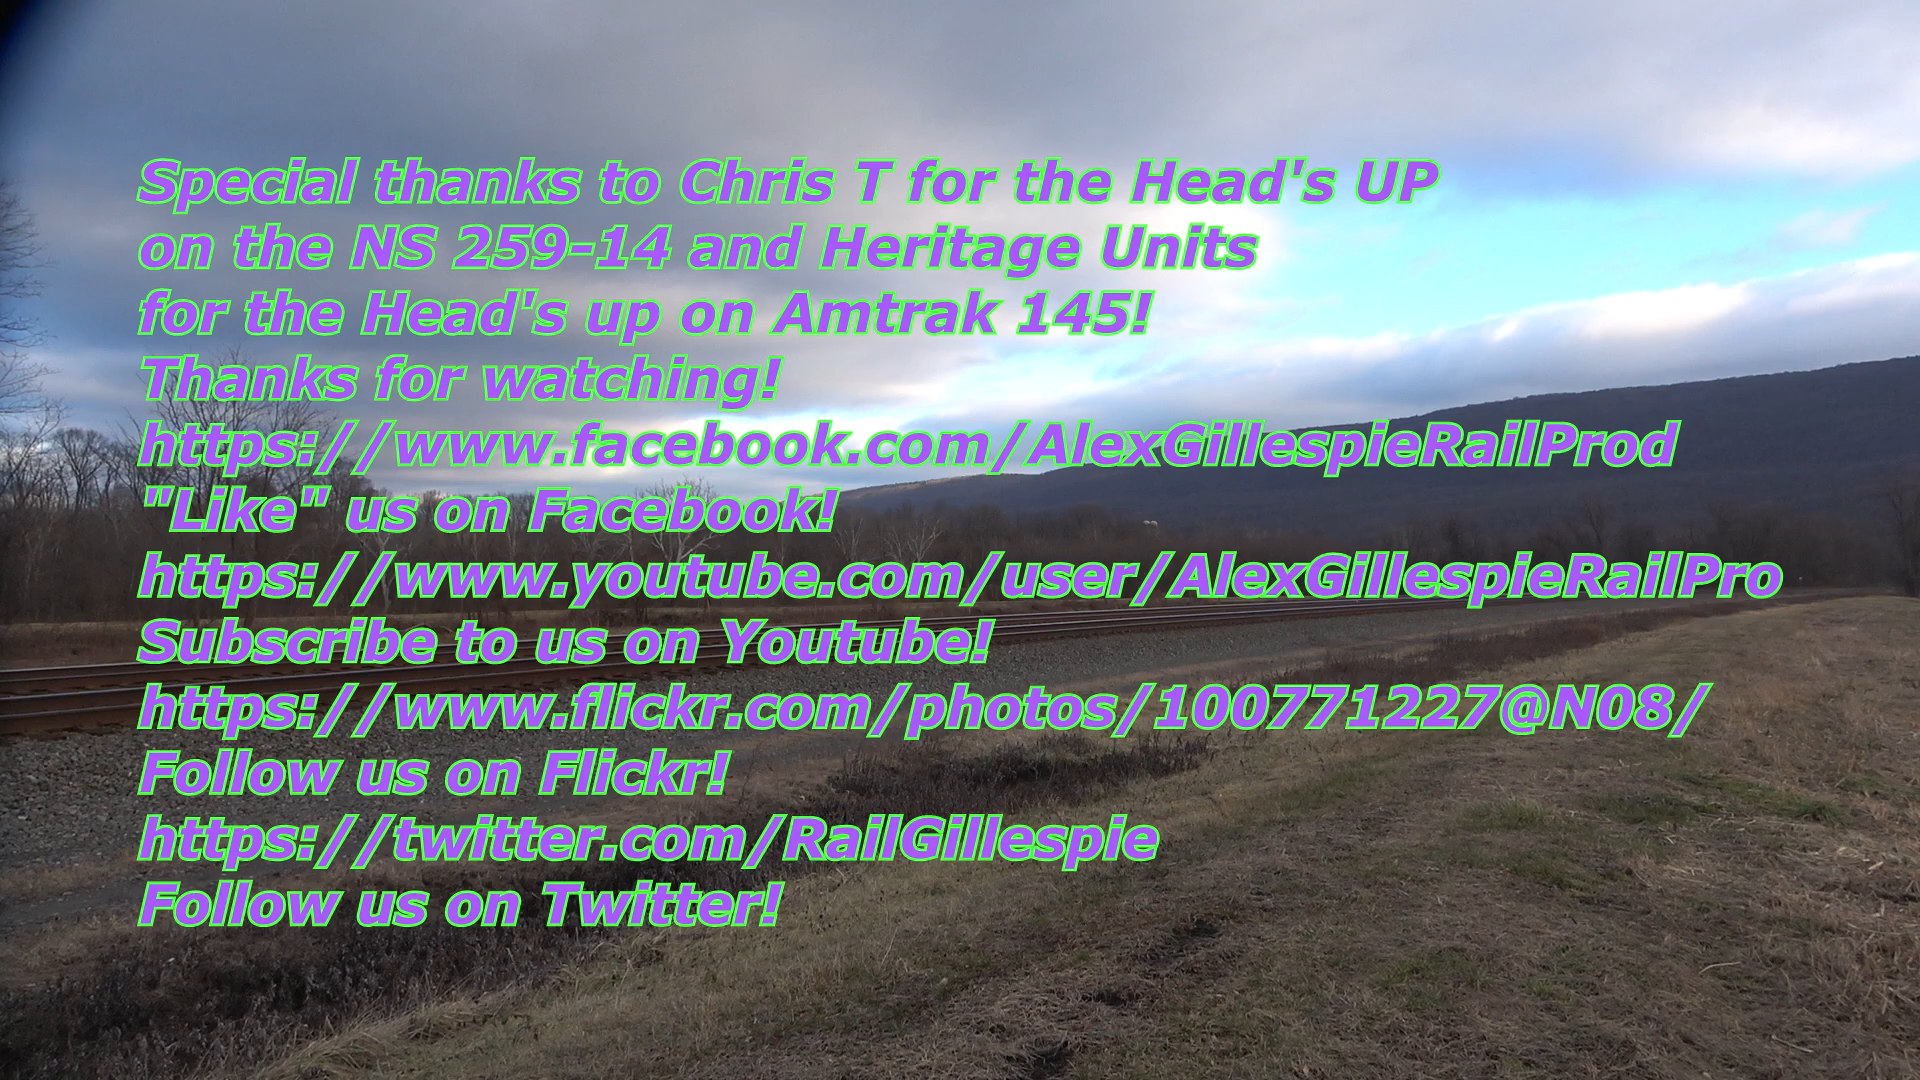 Special thanks to Chris T for the Head's UP
on the NS 259-14 and Heritage Units
for the Head's up on Amtrak 145!
Thanks for watching!
https://www.facebook.com/AlexGillespieRailProd
"Like" us on Facebook!
https://www.youtube.com/user/AlexGillespieRailPro
Subscribe to us on Youtube!
https://www.flickr.com/photos/100771227@N08/
Follow us on Flickr!
https://twitter.com/RailGillespie
Follow us on Twitter!